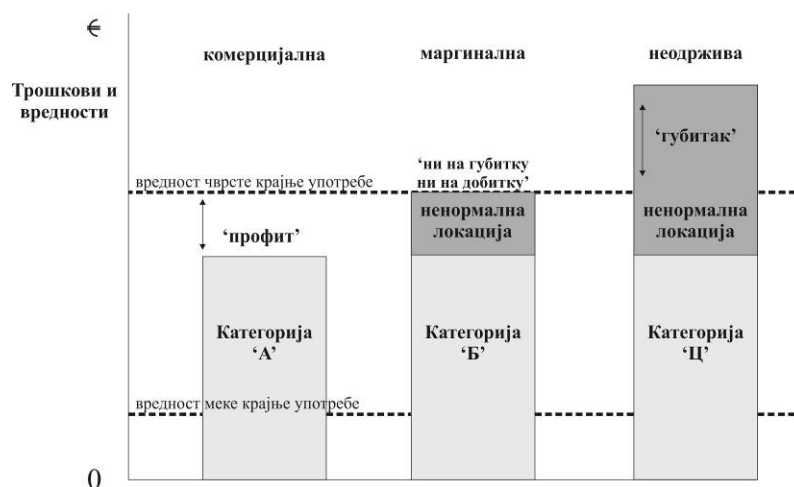 €
комерцијална
маргинална
неодржива
Трошкови и
вредности
‘губитак’
‘ни на губитку
ни на добитку’
вредност чврсте крајње употребе
ненормална
локација
ненормална
локација
‘профит’
Категорија
‘А’
Категорија
‘Б’
Категорија
‘Ц’
вредност меке крајње употребе
0